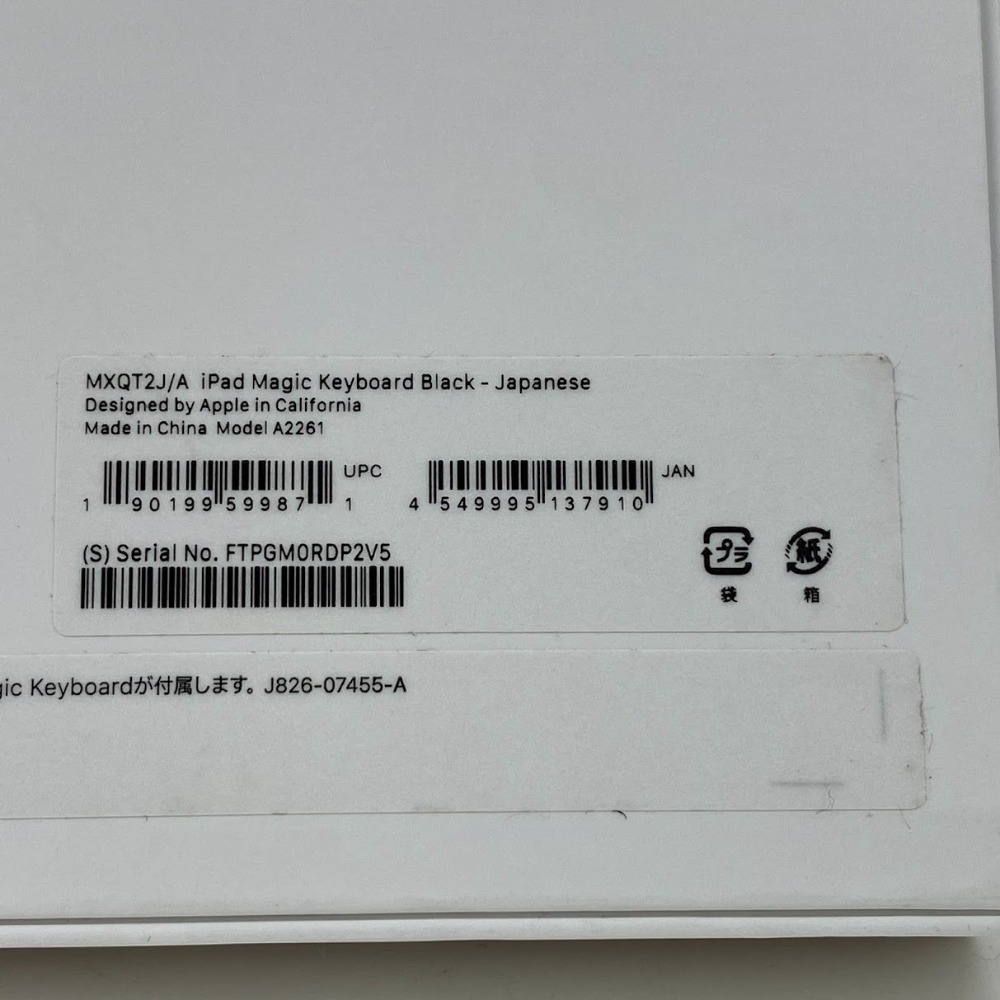 MXQT2J/A iPad Magic Keyboard Black - Japanese
Designed by Apple in California
Made in China Model A2261
UPC
1 90199 59987 1
JAN
4 549995 137910
(S) Serial No. FTPGM0RDP2V5
プラ
袋
紙
箱
gic Keyboardが付属します。J826-07455-A